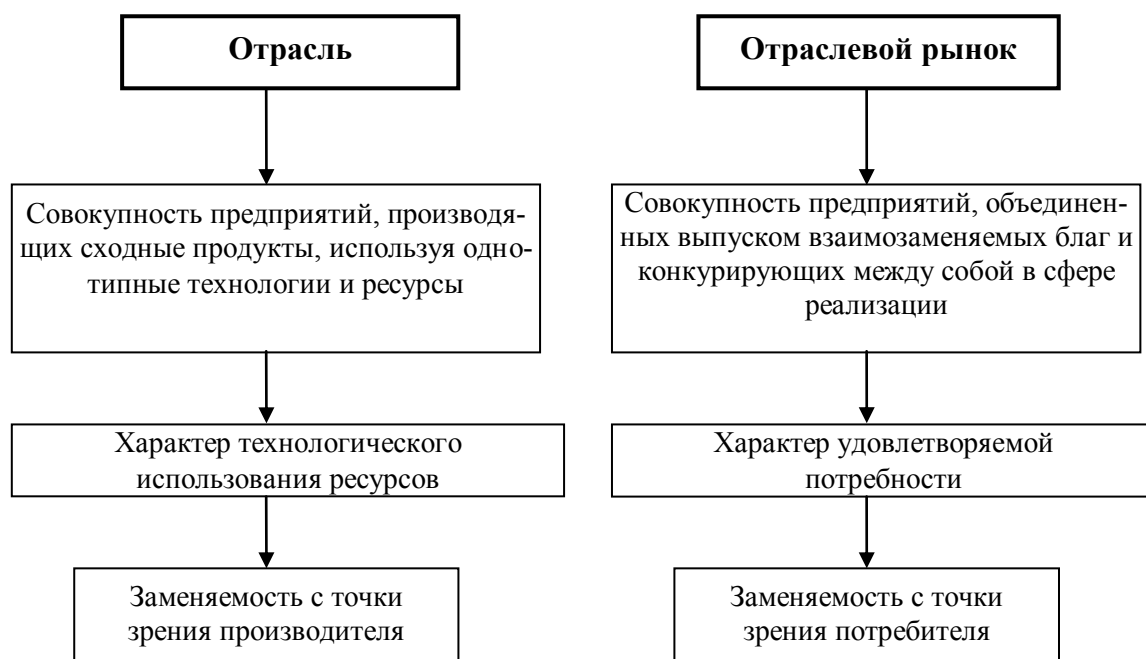 Отрасль
Совокупность предприятий, производя-
щих сходные продукты, используя одно-
типные технологии и ресурсы
Характер технологического
использования ресурсов
Заменяемость с точки
зрения производителя
Отраслевой рынок
Совокупность предприятий, объединен-
ных выпуском взаимозаменяемых благ и
конкурирующих между собой в сфере
реализации
Характер удовлетворяемой
потребности
Заменяемость с точки
зрения потребителя